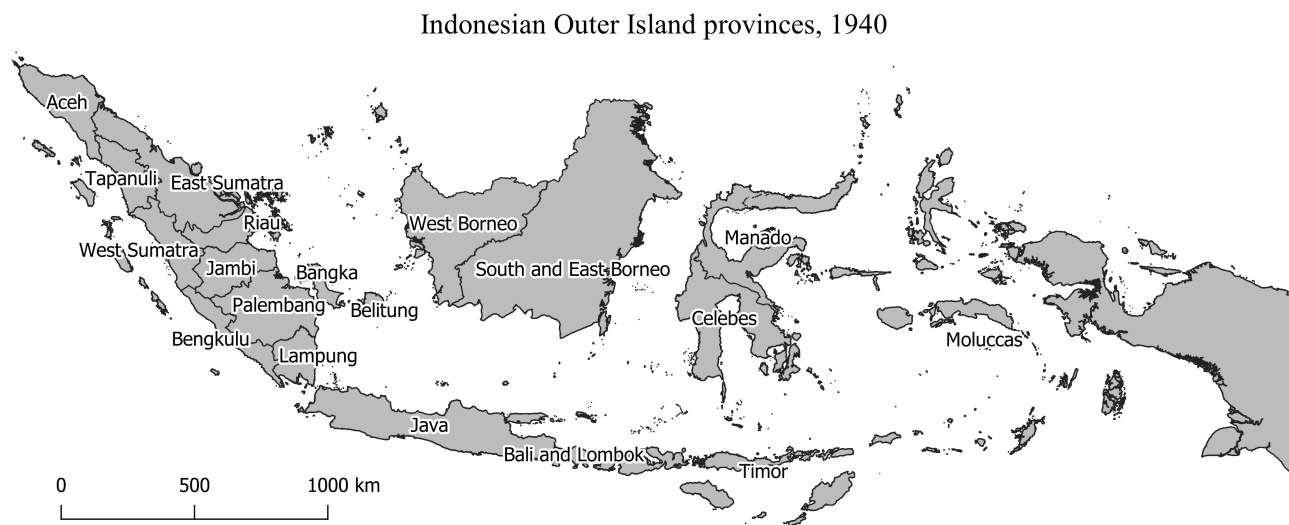 Indonesian Outer Island provinces, 1940
Aceh
Tapanuli
East Sumatra
Riau
West Borneo
Manado
West Sumatra
Jambi
Bangka
South and East Borneo
Palembang
Belitung
Celebes
Bengkulu
Moluccas
Lampung
Java
Bali and Lombok
Timor
0 500 1000 km